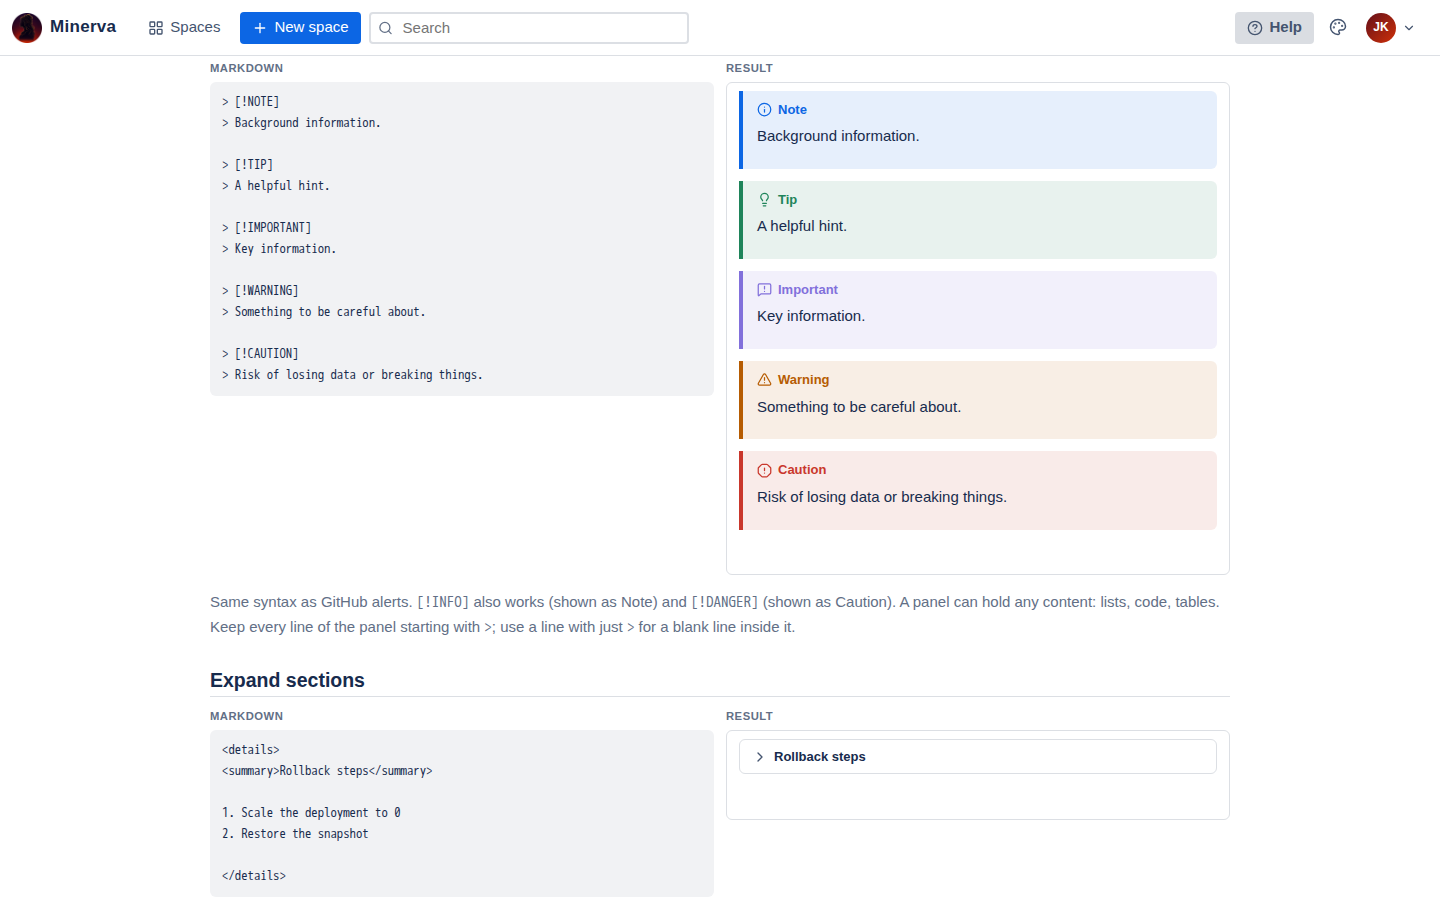 Minerva
Spaces
New space
Search
Help
JK
MARKDOWN
> [!NOTE]
> Background information.
> [!TIP]
> A helpful hint.
> [!IMPORTANT]
> Key information.
> [!WARNING]
> Something to be careful about.
> [!CAUTION]
> Risk of losing data or breaking things.
RESULT
Note
Background information.
Tip
A helpful hint.
Important
Key information.
Warning
Something to be careful about.
Caution
Risk of losing data or breaking things.
Same syntax as GitHub alerts. [!INFO] also works (shown as Note) and [!DANGER] (shown as Caution). A panel can hold any content: lists, code, tables.
Keep every line of the panel starting with >; use a line with just > for a blank line inside it.
Expand sections
MARKDOWN
<details>
<summary>Rollback steps</summary>
1. Scale the deployment to 0
2. Restore the snapshot
</details>
RESULT
Rollback steps